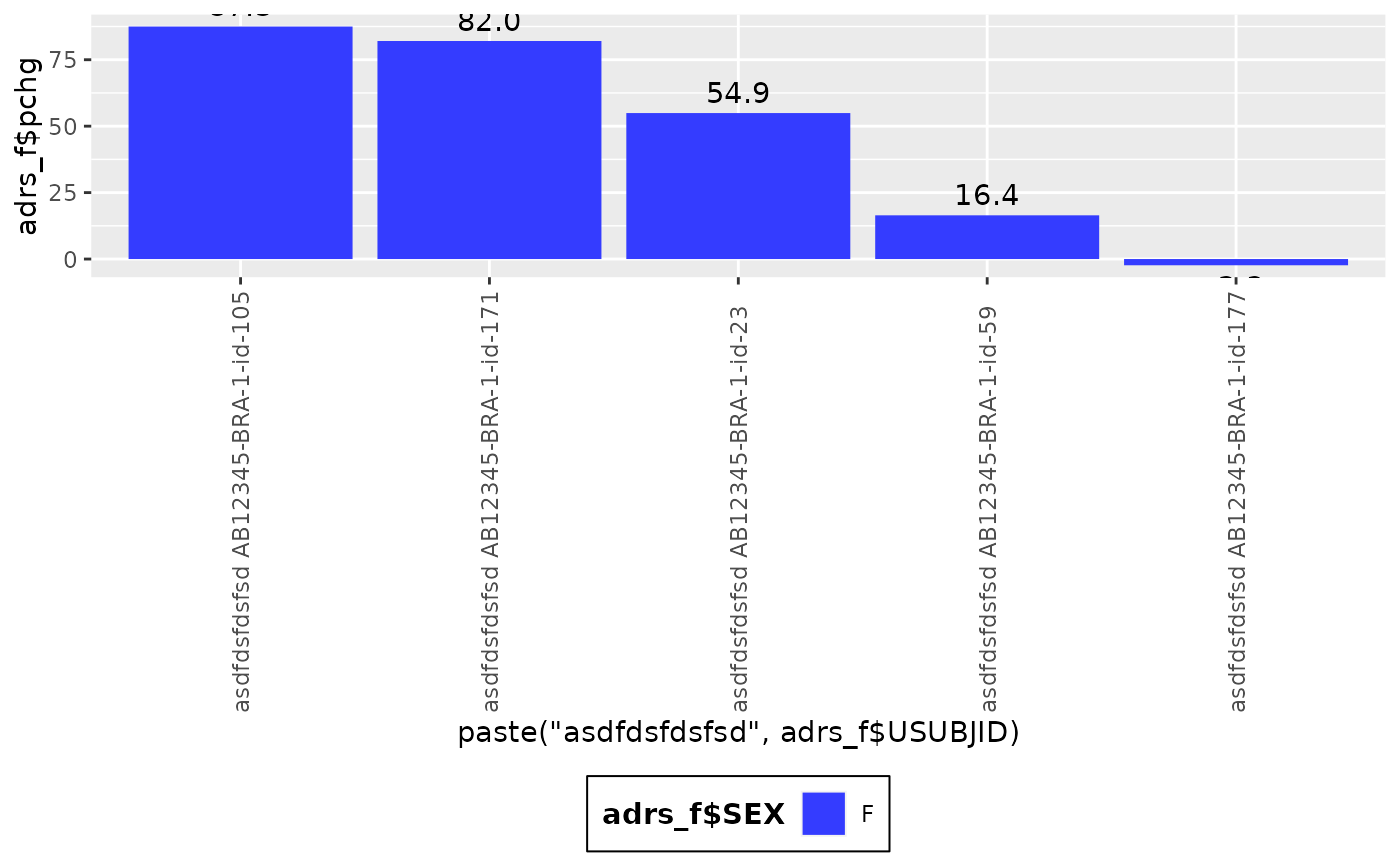 82.0
54.9
16.4
adrs_f$pchg
75
50
25
0
asdfdsfdsfsd AB12345-BRA-1-id-105
asdfdsfdsfsd AB12345-BRA-1-id-171
asdfdsfdsfsd AB12345-BRA-1-id-23
asdfdsfdsfsd AB12345-BRA-1-id-59
asdfdsfdsfsd AB12345-BRA-1-id-177
paste("asdfdsfdsfsd", adrs_f$USUBJID)
adrs_f$SEX F